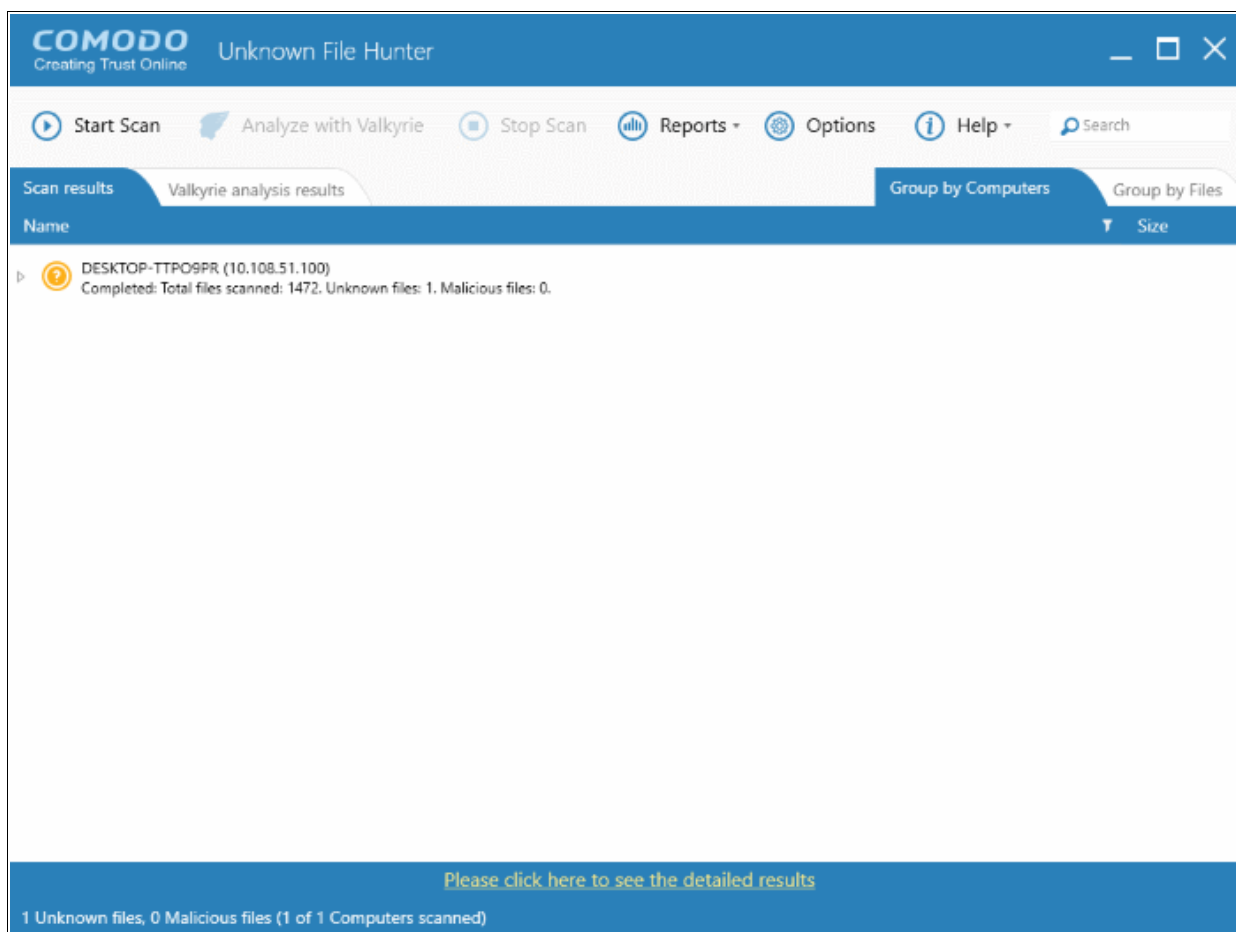 COMODO
Creating Trust Online
Unknown File Hunter
Start Scan
Analyze with Valkyrie
Stop Scan
Reports
Options
Help
Search
Scan results
Valkyrie analysis results
Group by Computers
Group by Files
Name
Size
DESKTOP-TTPO9PR (10.108.51.100)
Completed: Total files scanned: 1472. Unknown files: 1. Malicious files: 0.
Please click here to see the detailed results
1 Unknown files, 0 Malicious files (1 of 1 Computers scanned)